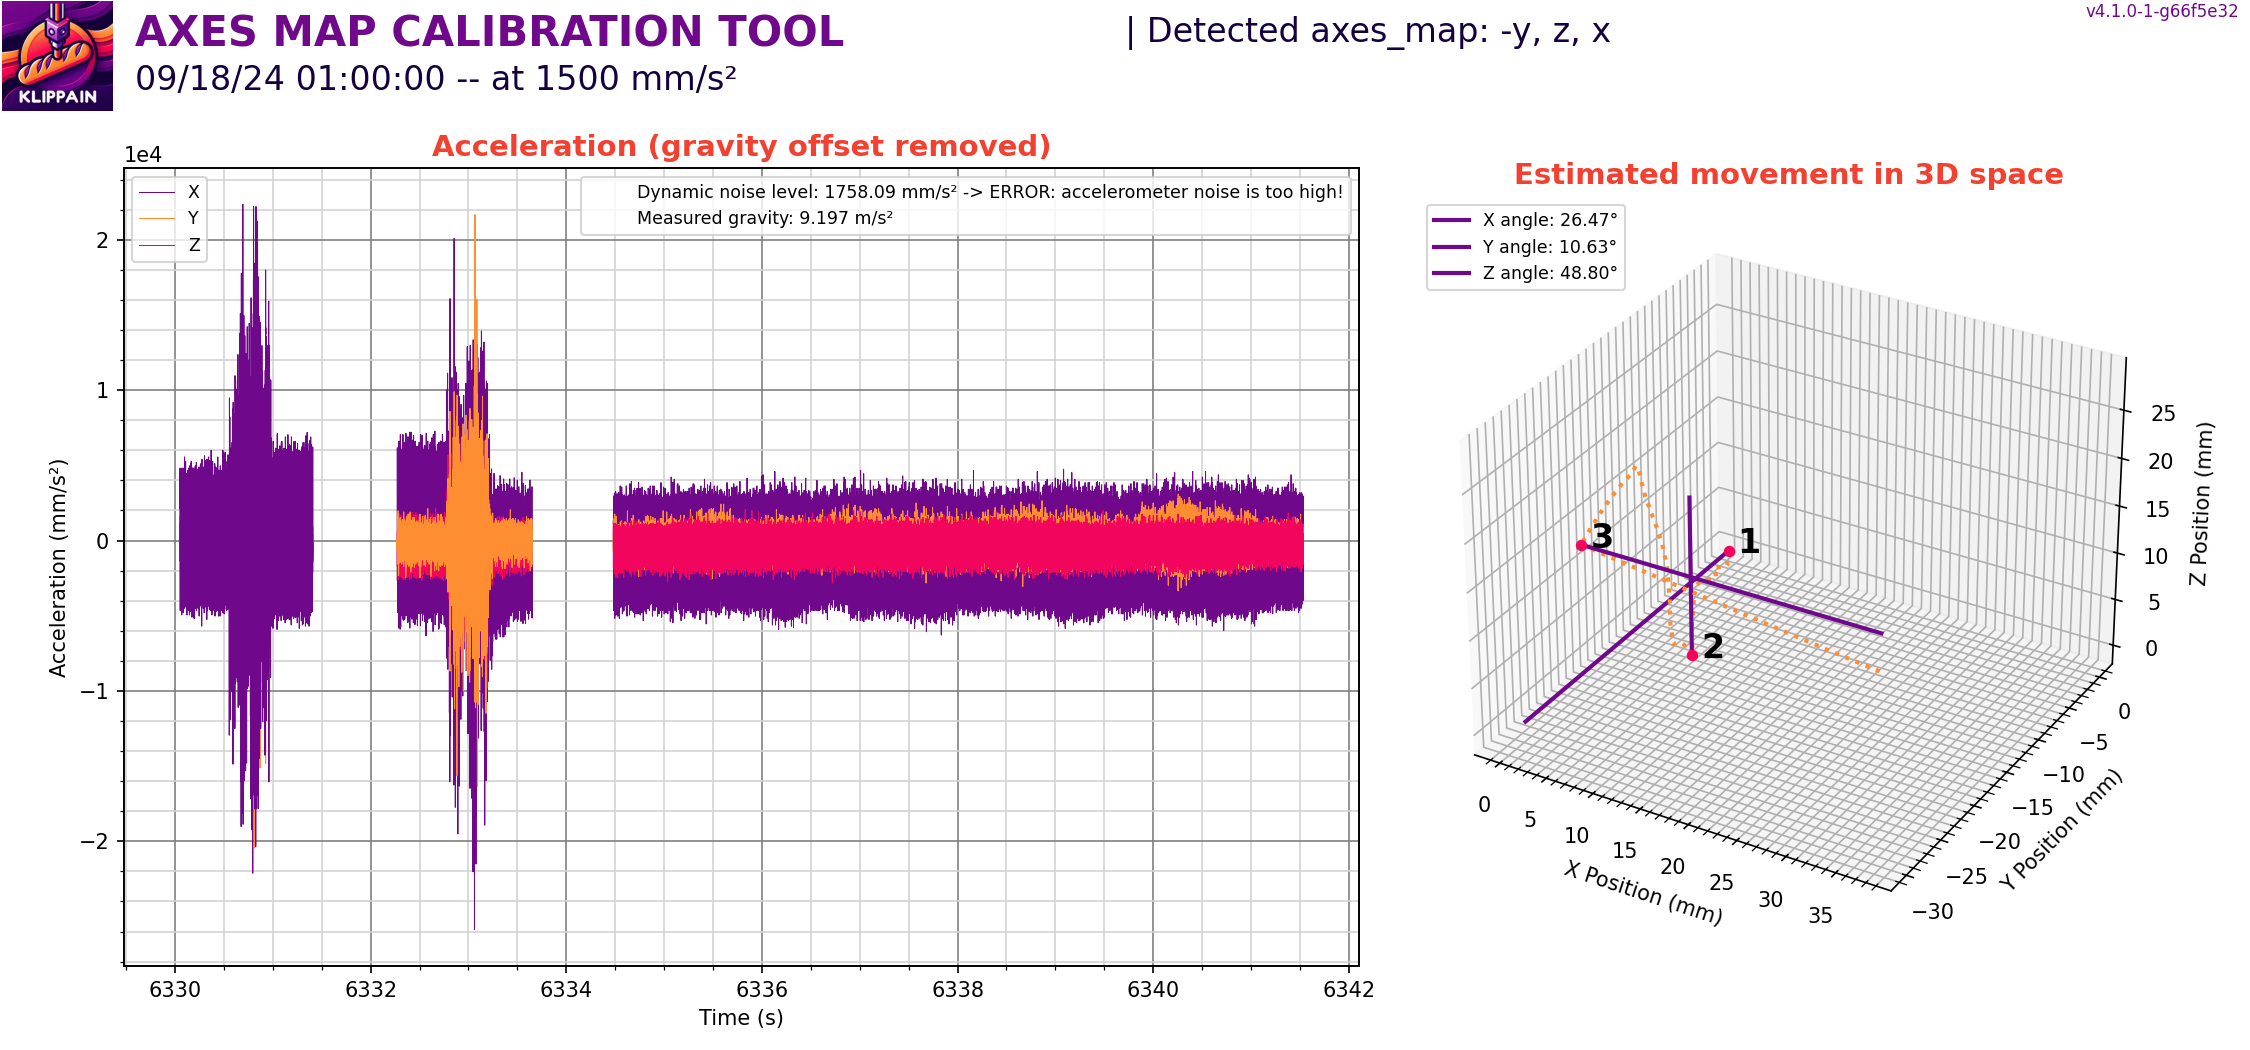 KLIPPAIN
AXES MAP CALIBRATION TOOL
09/18/24 01:00:00 -- at 1500 mm/s²
| Detected axes_map: -y, z, x
v4.1.0-1-g66f5e32
Acceleration (gravity offset removed)
1e4
X
Y
Z
Dynamic noise level: 1758.09 mm/s² -> ERROR: accelerometer noise is too high!
Measured gravity: 9.197 m/s²
Acceleration (mm/s²)
2
1
0
−1
−2
6330 6332 6334 6336 6338 6340 6342
Time (s)
Estimated movement in 3D space
X angle: 26.47°
Y angle: 10.63°
Z angle: 48.80°
1
2
3
25
20
15
10
5
0
Z Position (mm)
0
−5
−10
−15
−20
−25
−30
Y Position (mm)
0
5
10
15
20
25
30
35
X Position (mm)